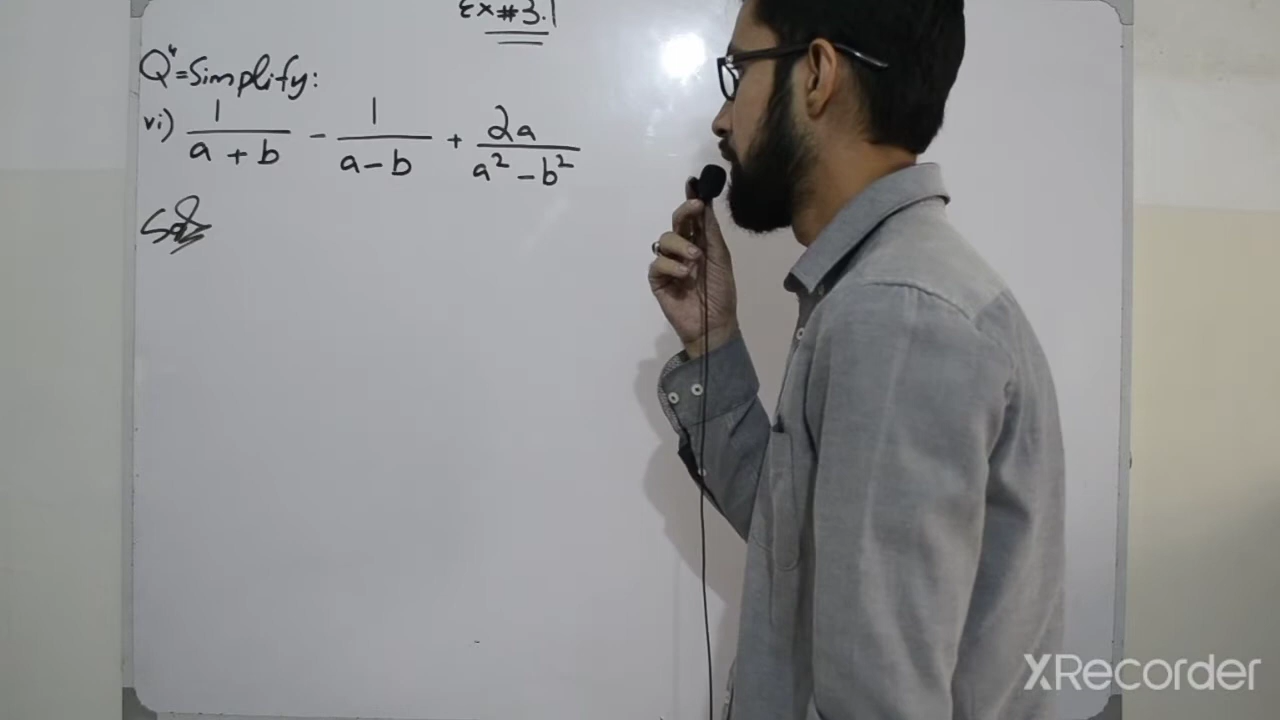 Ex#3.1
Q4=Simplify:
vi) 1/(a + b) - 1/(a - b) + 2a/(a² - b²)
Sol
XRecorder